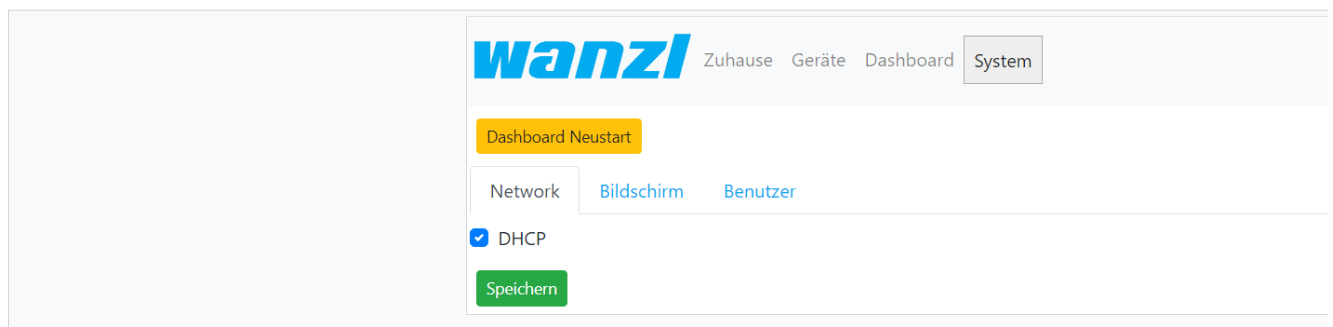 wanzl Zuhause Geräte Dashboard System
Dashboard Neustart
Network Bildschirm Benutzer
DHCP
Speichern